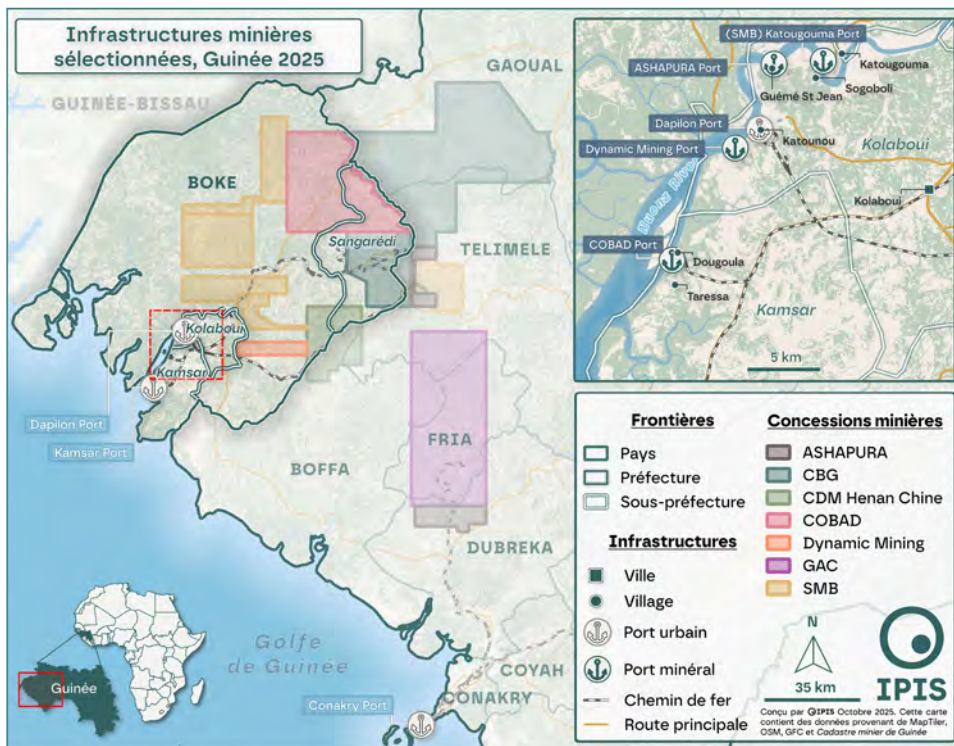 Infrastructures minières
sélectionnées, Guinée 2025
GUINÉE-BISSAU
GAOUAL
BOKE
Sangarédi
TELIMELE
Kolaboui
Kamsar
Dapilon Port
Kamsar Port
BOFFA
FRIA
DUBREKA
Golfe
de Guinée
COYAH
CONAKRY
Conakry Port
Guinée
(SMB) Katougouma Port
ASHAPURA Port
Katougouma
Sogoboli
Guémé St Jean
Dapilon Port
Katounou
Dynamic Mining Port
Kolaboui
Kolaboui
COBAD Port
Dougoula
Taressa
Kamsar
5 km
Frontières
Pays
Préfecture
Sous-préfecture
Infrastructures
Ville
Village
Port urbain
Port minéral
Chemin de fer
Route principale
Concessions minières
ASHAPURA
CBG
CDM Henan Chine
COBAD
Dynamic Mining
GAC
SMB
N
35 km
IPIS
Conçu par @IPIS Octobre 2025. Cette carte
contient des données provenant de MapTiler,
OSM, GFC et Cadastre minier de Guinée